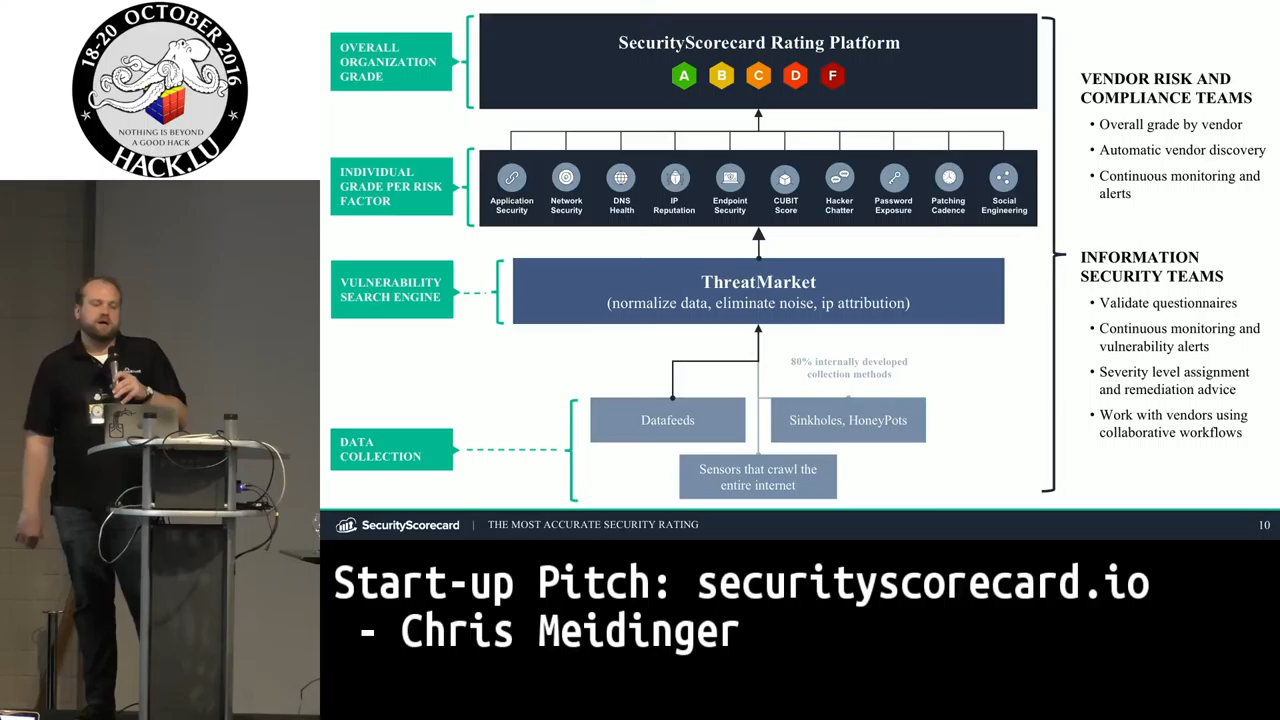 18-20 OCTOBER 2016
NOTHING IS BEYOND
A GOOD HACK
HACK.LU
OVERALL
ORGANIZATION
GRADE
SecurityScorecard Rating Platform
A B C D F
INDIVIDUAL
GRADE PER RISK
FACTOR
Application
Security
Network
Security
DNS
Health
IP
Reputation
Endpoint
Security
CUBIT
Score
Hacker
Chatter
Password
Exposure
Patching
Cadence
Social
Engineering
VULNERABILITY
SEARCH ENGINE
ThreatMarket
(normalize data, eliminate noise, ip attribution)
80% internally developed
collection methods
DATA
COLLECTION
Datafeeds
Sinkholes, HoneyPots
Sensors that crawl the
entire internet
VENDOR RISK AND
COMPLIANCE TEAMS
• Overall grade by vendor
• Automatic vendor discovery
• Continuous monitoring and
alerts
INFORMATION
SECURITY TEAMS
• Validate questionnaires
• Continuous monitoring and
vulnerability alerts
• Severity level assignment
and remediation advice
• Work with vendors using
collaborative workflows
SecurityScorecard | THE MOST ACCURATE SECURITY RATING 10
Start-up Pitch: securityscorecard.io
- Chris Meidinger